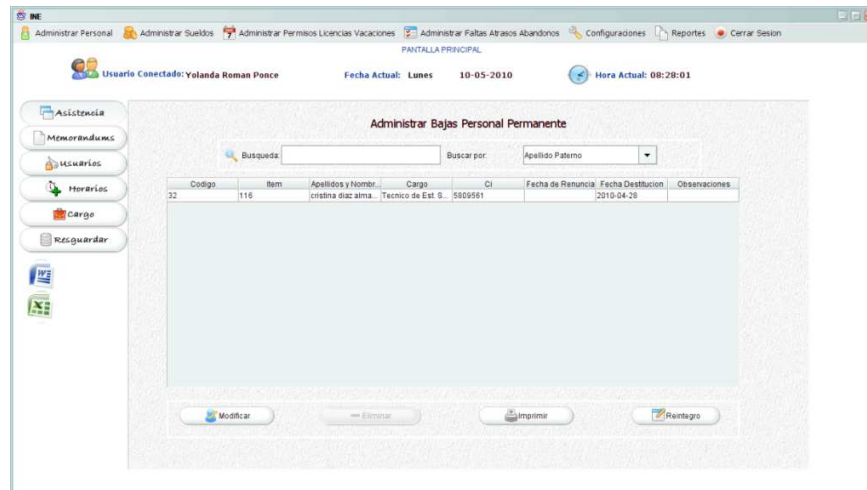 INE
Administrar Personal Administrar Sueldos Administrar Permisos Licencias Vacaciones Administrar Faltas Atrasos Abandonos Configuraciones Reportes Cerrar Sesion
PANTALLA PRINCIPAL
Usuario Conectado: Yolanda Roman Ponce Fecha Actual: Lunes 10-05-2010 Hora Actual: 08:28:01
Asistencia
Memorandums
Usuarios
Horarios
Cargo
Resguardar
Administrar Bajas Personal Permanente
Busqueda: Buscar por: Apellido Paterno
Codigo Item Apellidos y Nombr... Cargo Ci Fecha de Renuncia Fecha Destitucion Observaciones
32 116 cristina diaz alma... Tecnico de Est. S... 5809561 2010-04-28
Modificar Eliminar Imprimir Reintegro